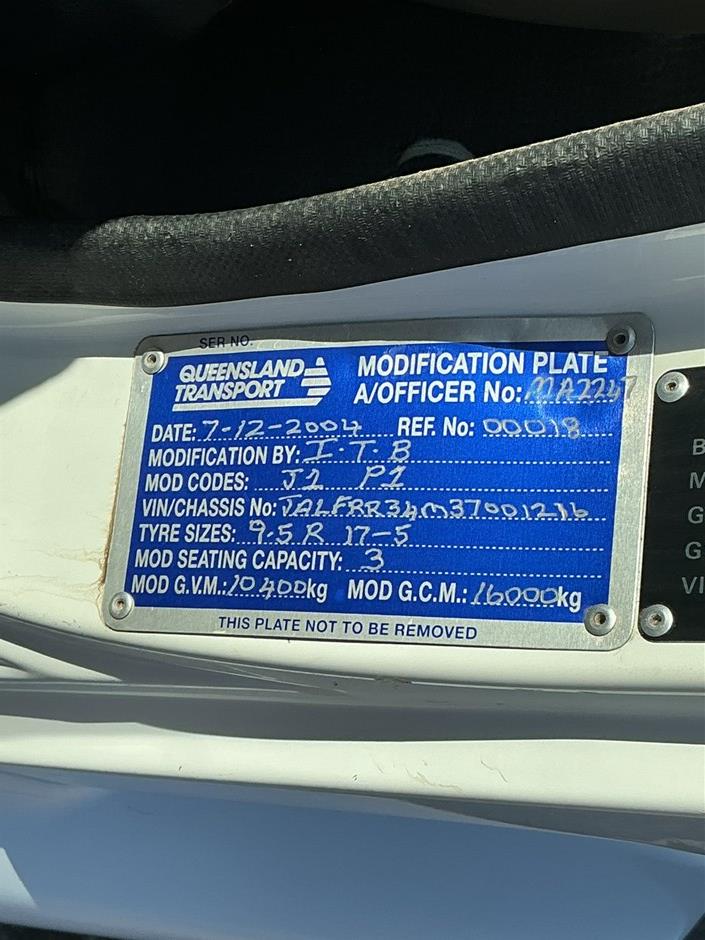 SER NO.
QUEENSLAND TRANSPORT
MODIFICATION PLATE
A/OFFICER No: MA2247
DATE: 7-12-2004 REF. No: 00018
MODIFICATION BY: I.T.B
MOD CODES: J1 P1
VIN/CHASSIS No: JALFRR34M37001216
TYRE SIZES: 9.5 R 17-5
MOD SEATING CAPACITY: 3
MOD G.V.M.: 10400kg MOD G.C.M.: 16000kg
THIS PLATE NOT TO BE REMOVED
B
M
G
G
VI